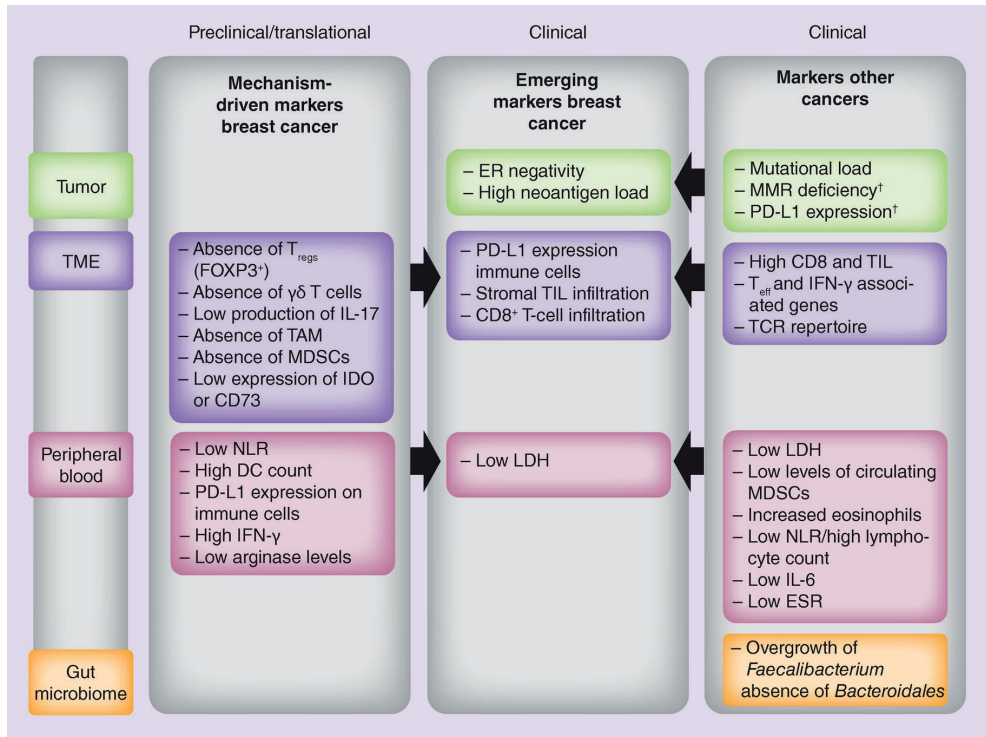 Preclinical/translational
Clinical
Clinical
Mechanism-
driven markers
breast cancer
Emerging
markers breast
cancer
Markers other
cancers
Tumor
– ER negativity
– High neoantigen load
– Mutational load
– MMR deficiency†
– PD-L1 expression†
TME
– Absence of Tregs
(FOXP3+)
– Absence of γδ T cells
– Low production of IL-17
– Absence of TAM
– Absence of MDSCs
– Low expression of IDO
or CD73
– PD-L1 expression
immune cells
– Stromal TIL infiltration
– CD8+ T-cell infiltration
– High CD8 and TIL
– Teff and IFN-γ associ-
ated genes
– TCR repertoire
Peripheral
blood
– Low NLR
– High DC count
– PD-L1 expression on
immune cells
– High IFN-γ
– Low arginase levels
– Low LDH
– Low LDH
– Low levels of circulating
MDSCs
– Increased eosinophils
– Low NLR/high lympho-
cyte count
– Low IL-6
– Low ESR
Gut
microbiome
– Overgrowth of
Faecalibacterium
absence of Bacteroidales